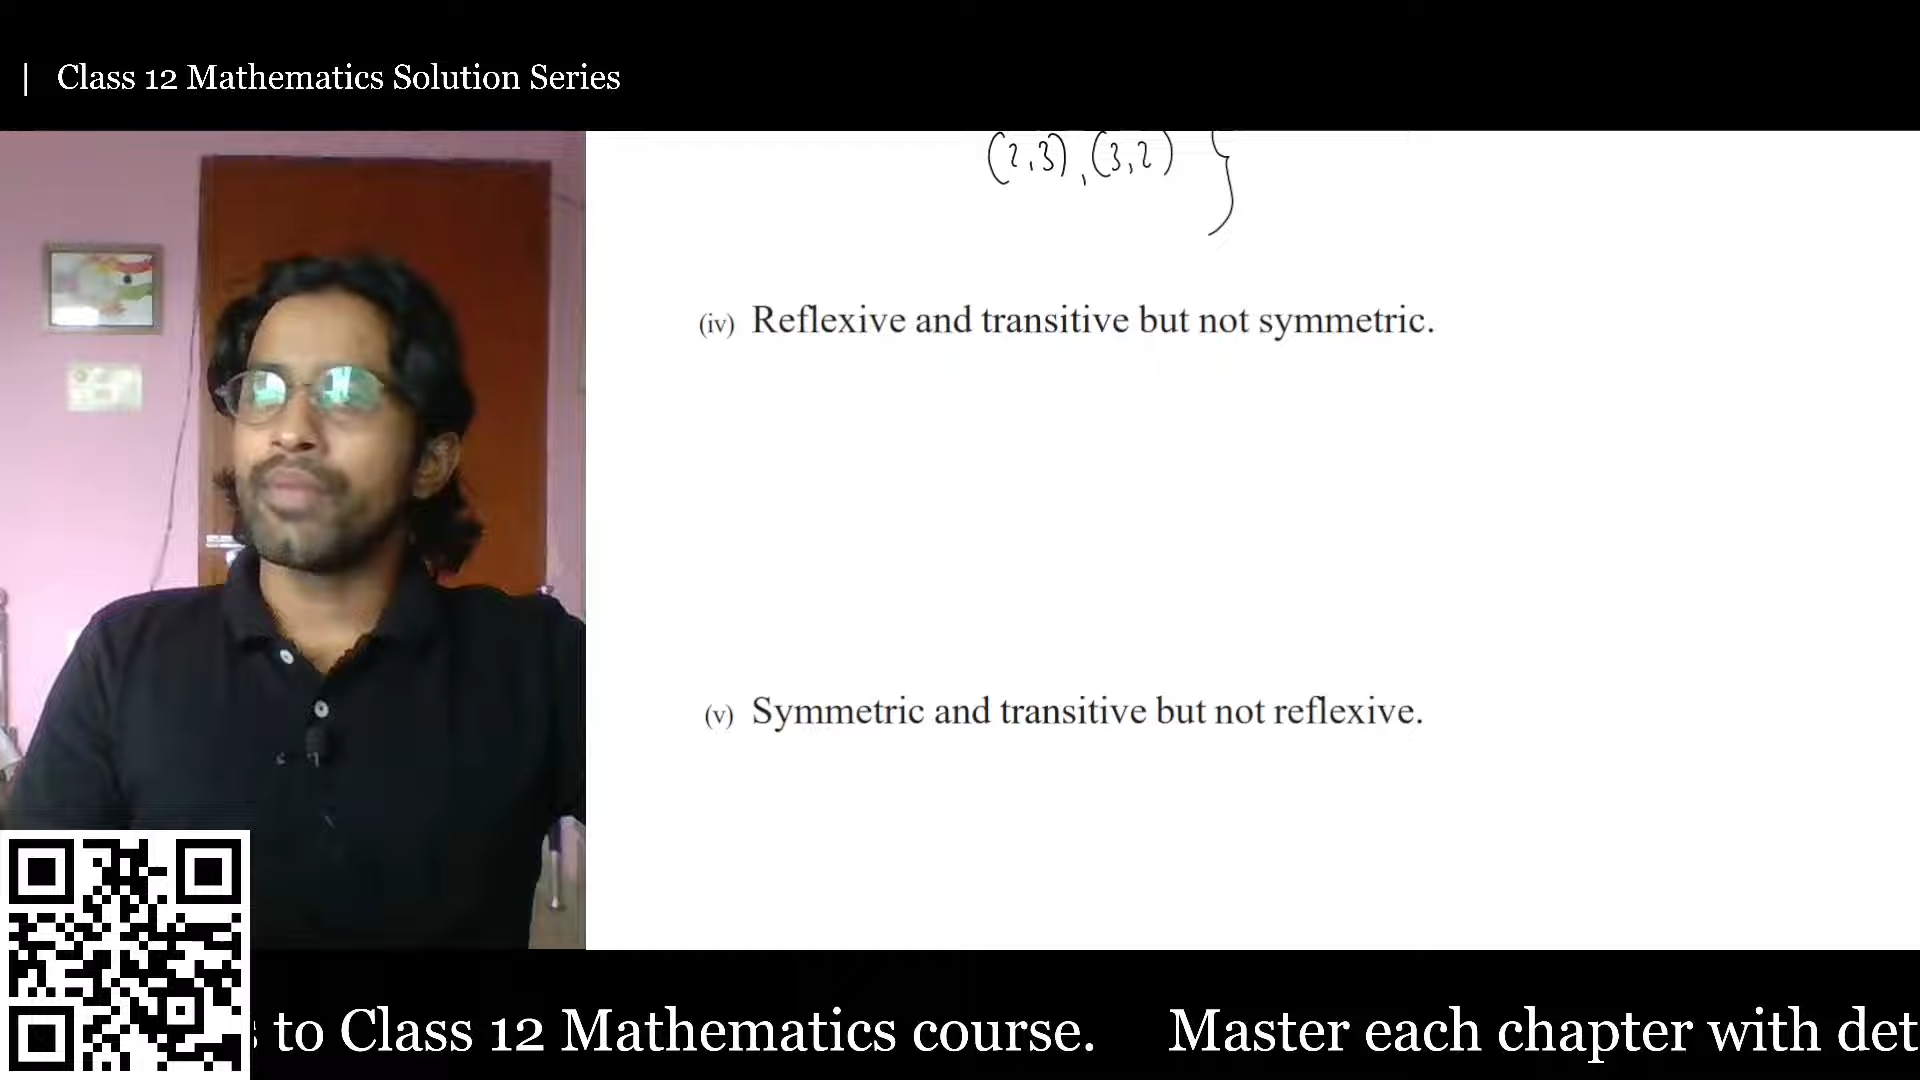 | Class 12 Mathematics Solution Series
(2,3), (3,2) }
(iv) Reflexive and transitive but not symmetric.
(v) Symmetric and transitive but not reflexive.
s to Class 12 Mathematics course. Master each chapter with det